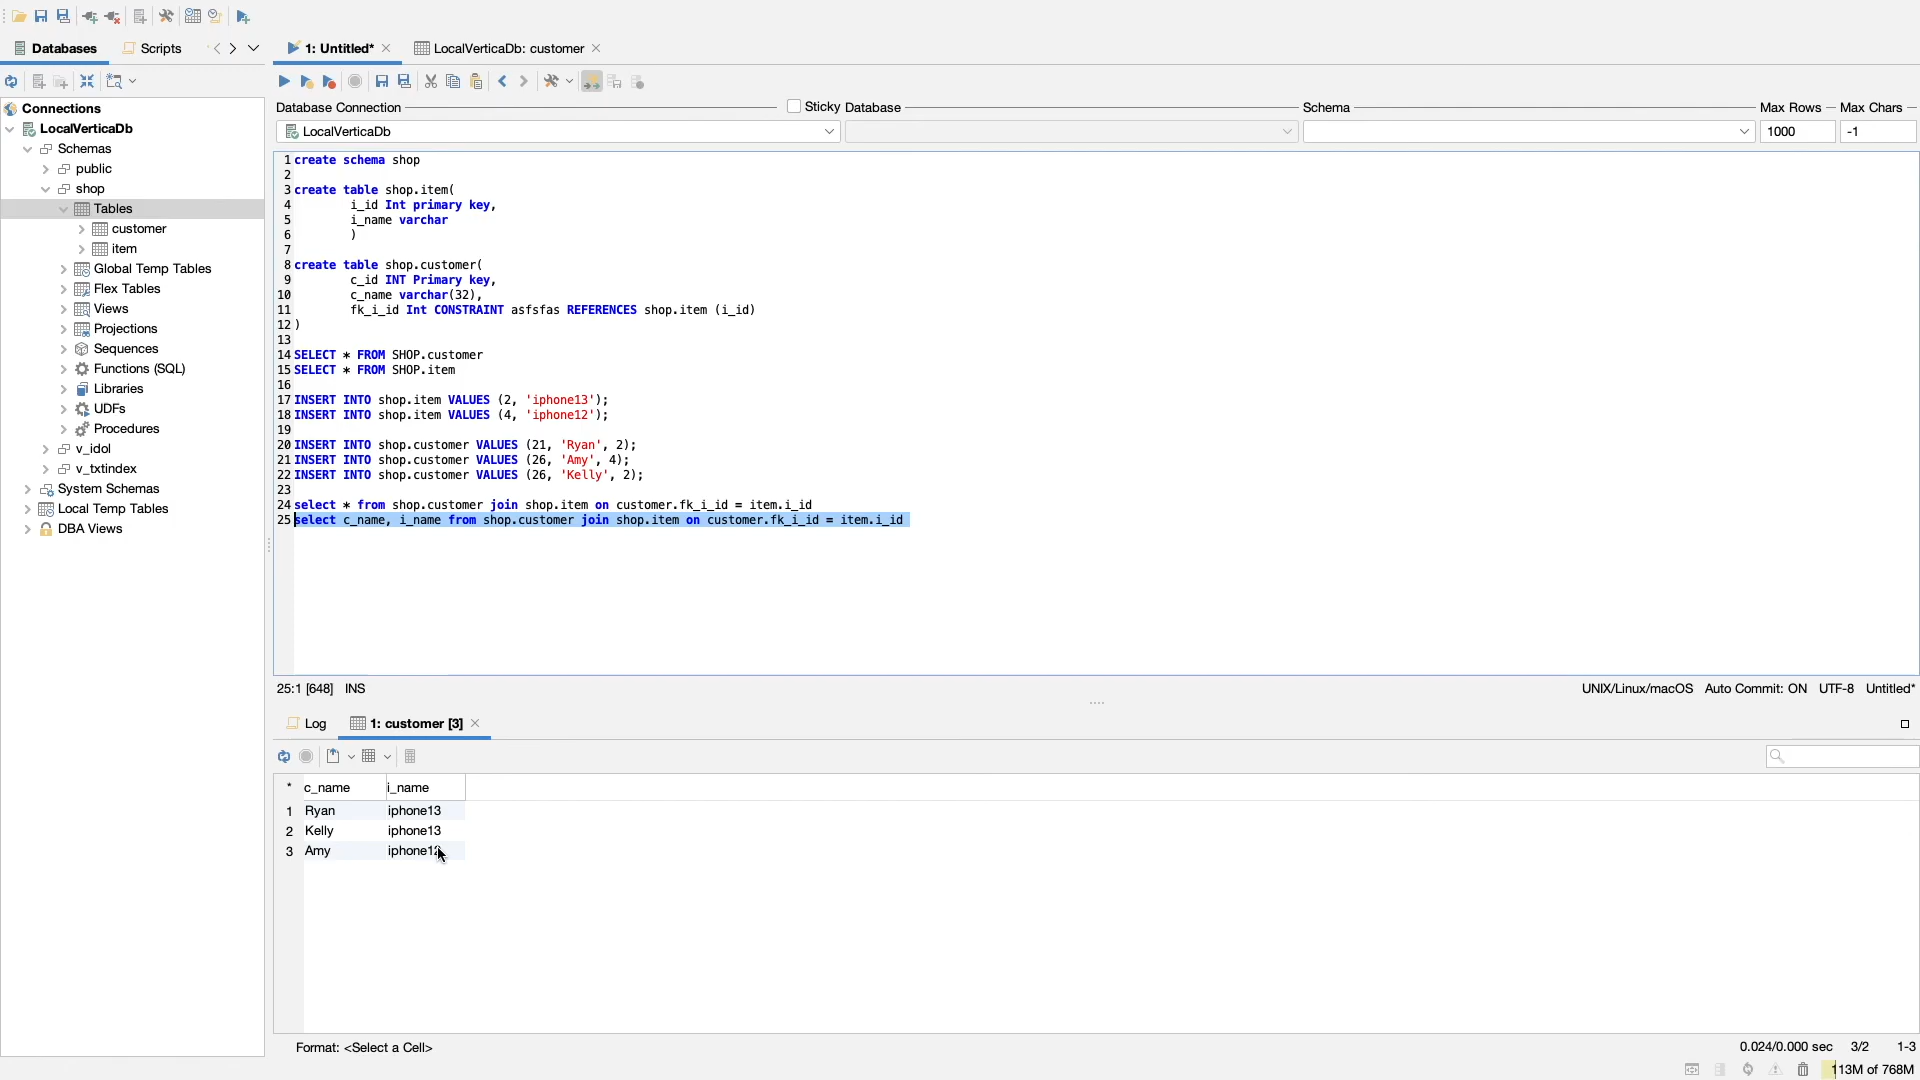 Databases
Scripts
1: Untitled*
LocalVerticaDb: customer
Connections
LocalVerticaDb
Schemas
public
shop
Tables
customer
item
Global Temp Tables
Flex Tables
Views
Projections
Sequences
Functions (SQL)
Libraries
UDFs
Procedures
v_idol
v_txtindex
System Schemas
Local Temp Tables
DBA Views
Database Connection
Sticky
Database
Schema
Max Rows
Max Chars
LocalVerticaDb
1000
-1
1 create schema shop
2
3 create table shop.item(
4 i_id Int primary key,
5 i_name varchar
6 )
7
8 create table shop.customer(
9 c_id INT Primary key,
10 c_name varchar(32),
11 fk_i_id Int CONSTRAINT asfsfas REFERENCES shop.item (i_id)
12 )
13
14 SELECT * FROM SHOP.customer
15 SELECT * FROM SHOP.item
16
17 INSERT INTO shop.item VALUES (2, 'iphone13');
18 INSERT INTO shop.item VALUES (4, 'iphone12');
19
20 INSERT INTO shop.customer VALUES (21, 'Ryan', 2);
21 INSERT INTO shop.customer VALUES (26, 'Amy', 4);
22 INSERT INTO shop.customer VALUES (26, 'Kelly', 2);
23
24 select * from shop.customer join shop.item on customer.fk_i_id = item.i_id
25 select c_name, i_name from shop.customer join shop.item on customer.fk_i_id = item.i_id
25:1 [648] INS
UNIX/Linux/macOS Auto Commit: ON UTF-8 Untitled*
Log
1: customer [3]
* c_name i_name
1 Ryan iphone13
2 Kelly iphone13
3 Amy iphone12
Format: <Select a Cell>
0.024/0.000 sec 3/2 1-3
113M of 768M